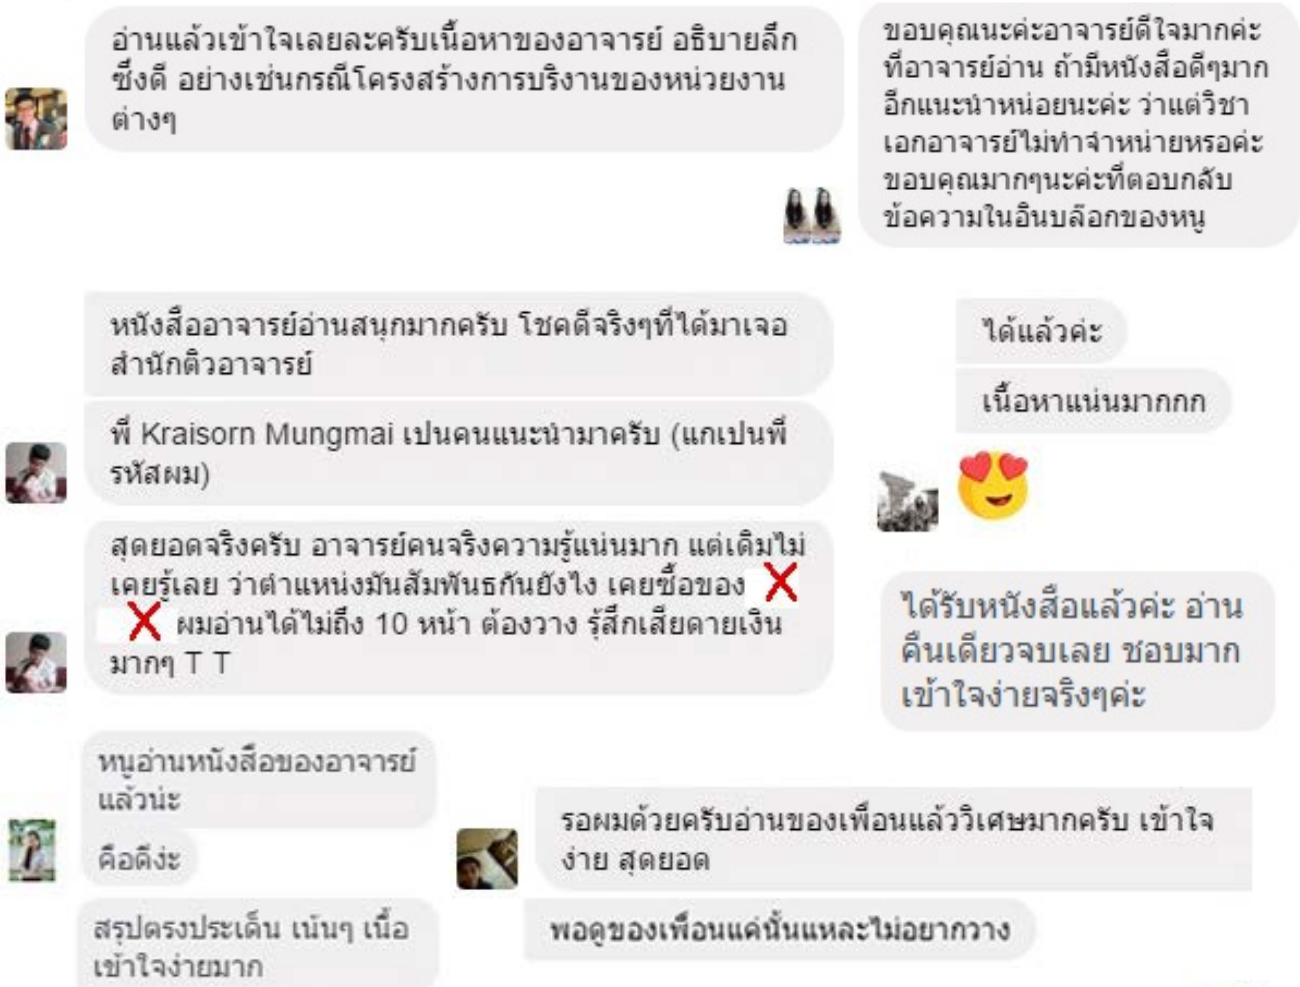 อ่านแล้วเข้าใจเลยละครับเนื้อหาของอาจารย์ อธิบายลึก
ซึ่งดี อย่างเช่นกรณีโครงสร้างการบริงานของหน่วยงาน
ต่างๆ
ขอบคุณนะค่ะอาจารย์ดีใจมากค่ะ
ที่อาจารย์อ่าน ถ้ามีหนังสือดีๆมาก
อีกแนะนำหน่อยนะค่ะ ว่าแต่วิชา
เอกอาจารย์ไม่ทำจำหน่ายหรอค่ะ
ขอบคุณมากๆนะค่ะที่ตอบกลับ
ข้อความในอินบล๊อกของหนู
หนังสืออาจารย์อ่านสนุกมากครับ โชคดีจริงๆที่ได้มาเจอ
สำนักติวอาจารย์
พี่ Kraisorn Mungmai เปนคนแนะนำมาครับ (แกเปนพี่
รหัสผม)
สุดยอดจริงครับ อาจารย์คนจริงความรู้แน่นมาก แต่เดิมไม่
เคยรู้เลย ว่าตำแหน่งมันสัมพันธกันยังไง เคยซื้อของ
ผมอ่านได้ไม่ถึง 10 หน้า ต้องวาง รุ้สึกเสียดายเงิน
มากๆ T T
ได้แล้วค่ะ
เนื้อหาแน่นมากกก
ได้รับหนังสือแล้วค่ะ อ่าน
คืนเดียวจบเลย ชอบมาก
เข้าใจง่ายจริงๆค่ะ
หนูอ่านหนังสือของอาจารย์
แล้วน่ะ
คือดีง่ะ
สรุปตรงประเด็น เน้นๆ เนื้อ
เข้าใจง่ายมาก
รอผมด้วยครับอ่านของเพื่อนแล้ววิเศษมากครับ เข้าใจ
ง่าย สุดยอด
พอดูของเพื่อนแค่นั้นแหละไม่อยากวาง